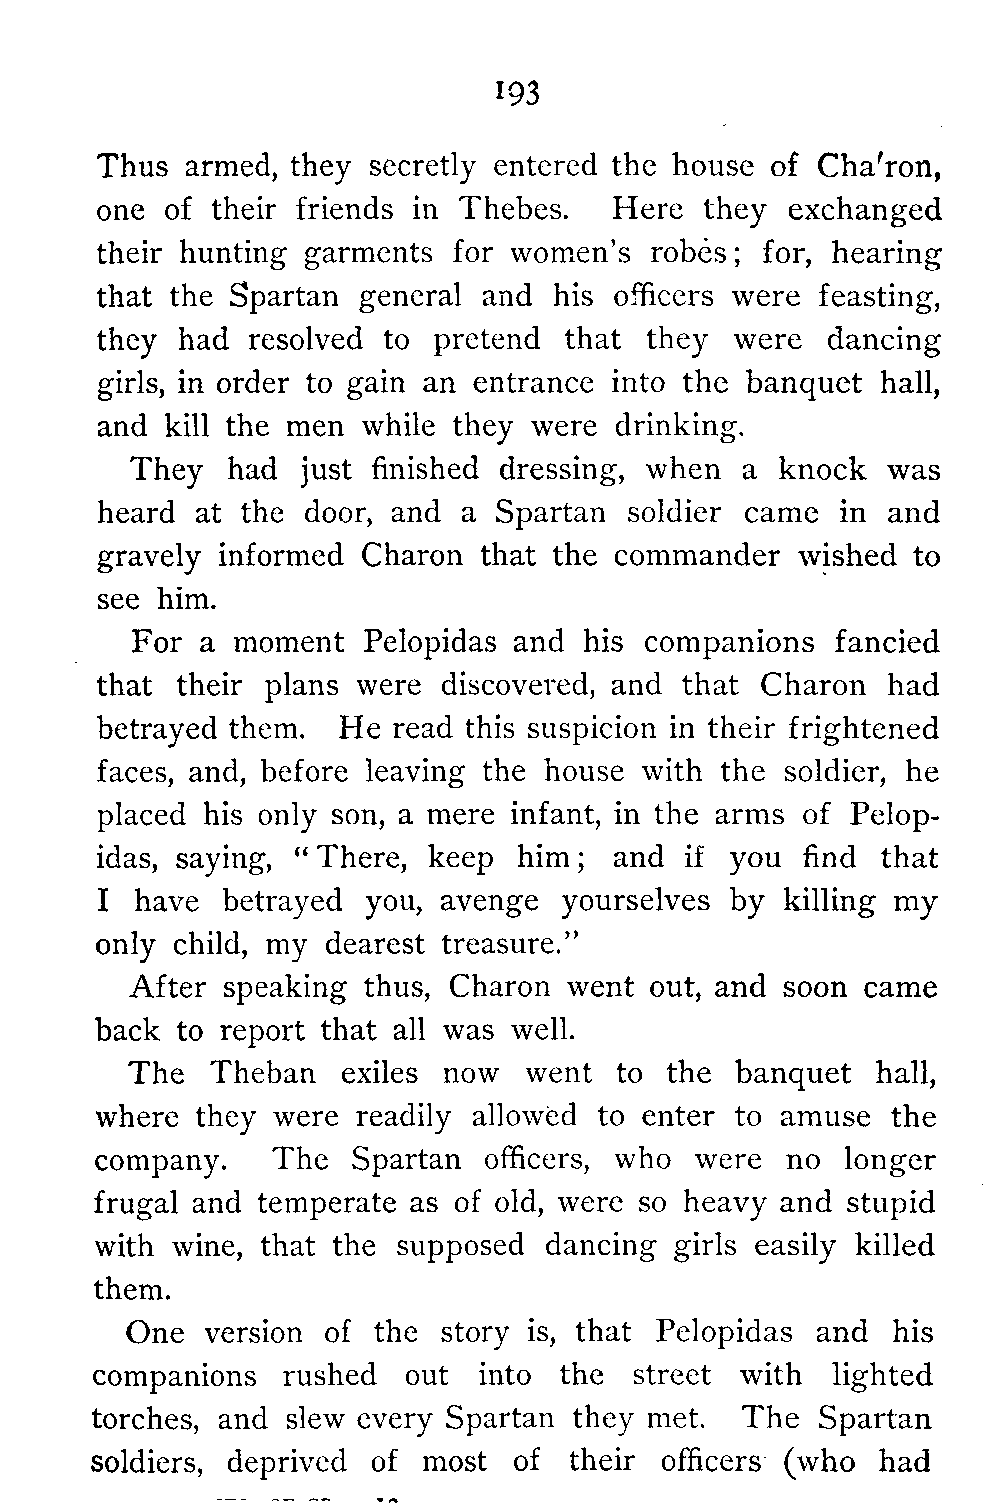 193
Thus armed, they secretly entered the house of Cha'ron,
one of their friends in Thebes. Here they exchanged
their hunting garments for women's robes; for, hearing
that the Spartan general and his officers were feasting,
they had resolved to pretend that they were dancing
girls, in order to gain an entrance into the banquet hall,
and kill the men while they were drinking.
They had just finished dressing, when a knock was
heard at the door, and a Spartan soldier came in and
gravely informed Charon that the commander wished to
see him.
For a moment Pelopidas and his companions fancied
that their plans were discovered, and that Charon had
betrayed them. He read this suspicion in their frightened
faces, and, before leaving the house with the soldier, he
placed his only son, a mere infant, in the arms of Pelop-
idas, saying, "There, keep him; and if you find that
I have betrayed you, avenge yourselves by killing my
only child, my dearest treasure."
After speaking thus, Charon went out, and soon came
back to report that all was well.
The Theban exiles now went to the banquet hall,
where they were readily allowed to enter to amuse the
company. The Spartan officers, who were no longer
frugal and temperate as of old, were so heavy and stupid
with wine, that the supposed dancing girls easily killed
them.
One version of the story is, that Pelopidas and his
companions rushed out into the street with lighted
torches, and slew every Spartan they met. The Spartan
soldiers, deprived of most of their officers (who had